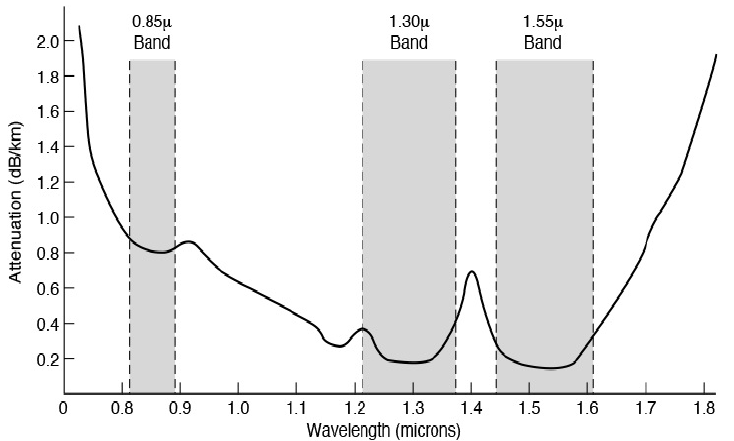 0.85μ
Band
1.30μ
Band
1.55μ
Band
2.0
1.8
1.6
1.4
1.2
1.0
0.8
0.6
0.4
0.2
Attenuation (dB/km)
0 0.8 0.9 1.0 1.1 1.2 1.3 1.4 1.5 1.6 1.7 1.8
Wavelength (microns)